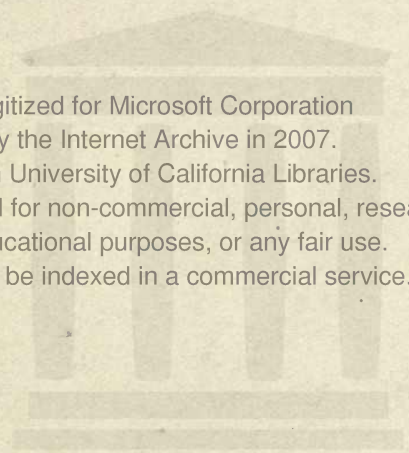 gitized for Microsoft Corporation
y the Internet Archive in 2007.
University of California Libraries.
for non-commercial, personal, resea
ucational purposes, or any fair use.
be indexed in a commercial service.